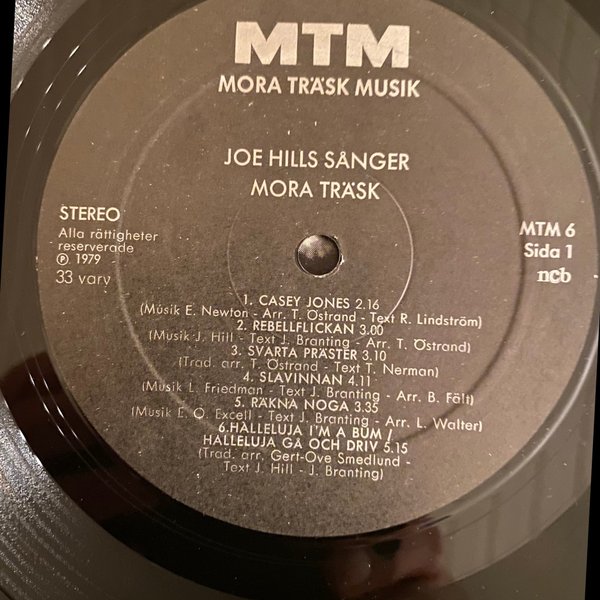 MTM
MORA TRÄSK MUSIK
JOE HILLS SÅNGER
MORA TRÄSK
STEREO
Alla rättigheter
reserverade
Ⓟ 1979
33 varv
MTM 6
Sida 1
ncb
1. CASEY JONES 2.16
(Musik E. Newton - Arr. T. Östrand - Text R. Lindström)
2. REBELLFLICKAN 3.00
(Musik J. Hill - Text J. Branting - Arr. T. Östrand)
3. SVARTA PRÄSTER 3.10
(Trad. arr. T. Östrand - Text T. Nerman)
4. SLAVINNAN 4.11
(Musik L. Friedman - Text J. Branting - Arr. B. Fält)
5. RÄKNA NOGA 3.35
(Musik E. O. Excell - Text J. Branting - Arr. L. Walter)
6.HALLELUJA I'M A BUM /
HALLELUJA GÅ OCH DRIV 5.15
(Trad. arr. Gert-Ove Smedlund -
Text J. Hill - J. Branting)